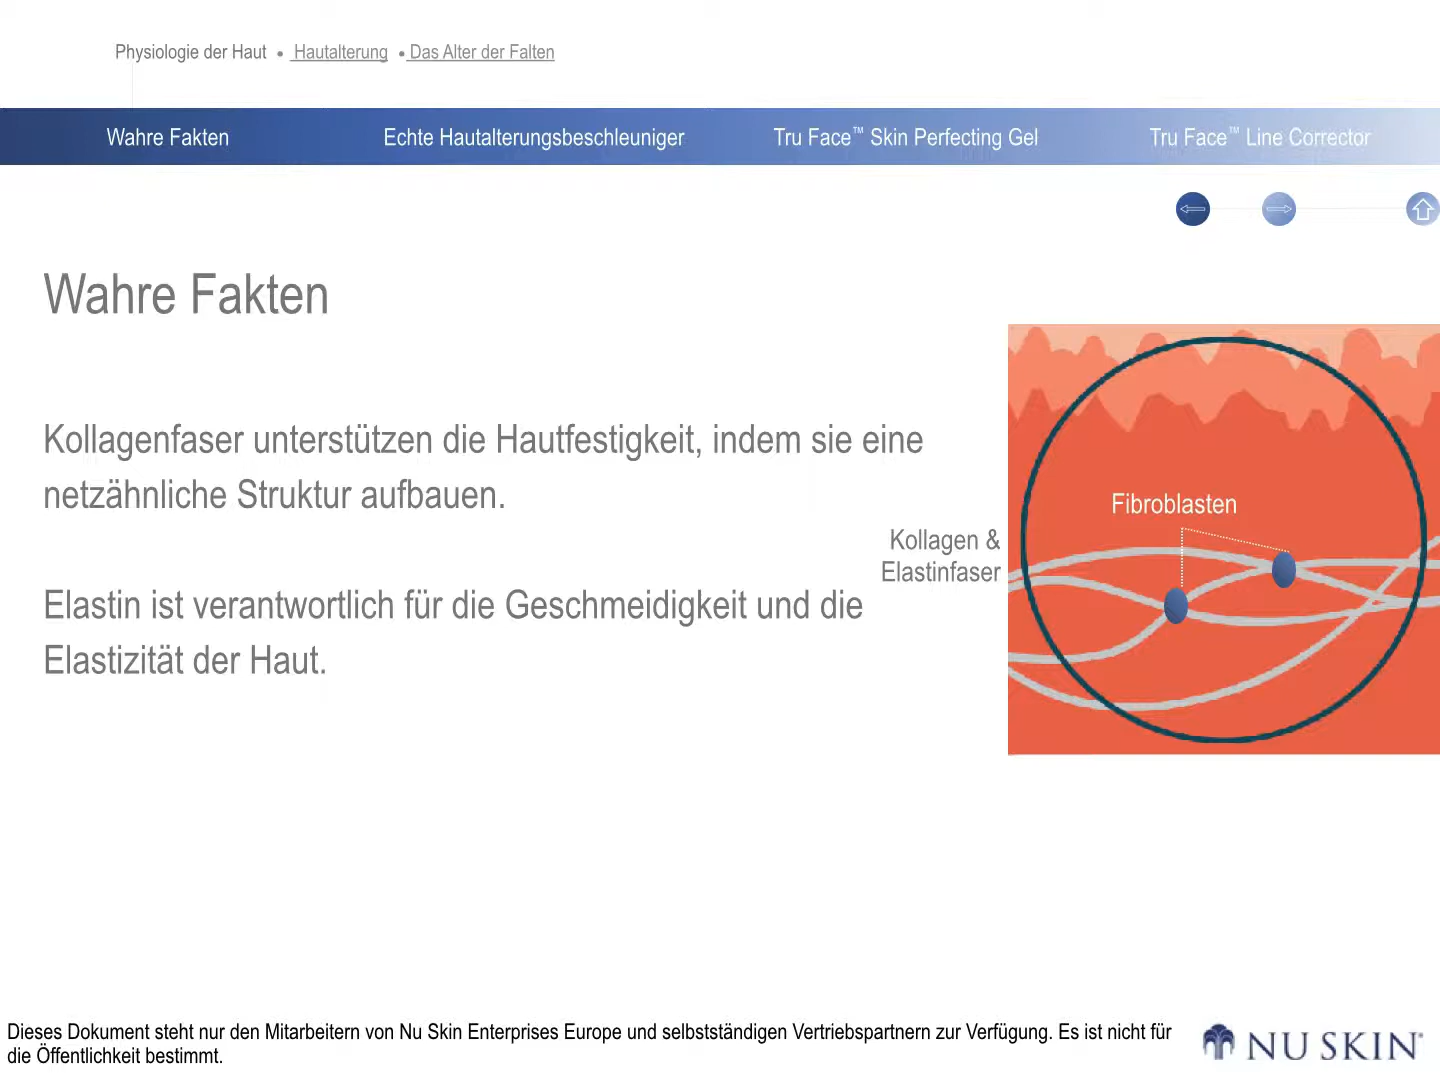 Physiologie der Haut • Hautalterung • Das Alter der Falten
Wahre Fakten Echte Hautalterungsbeschleuniger Tru Face™ Skin Perfecting Gel Tru Face™ Line Corrector
Wahre Fakten
Kollagenfaser unterstützen die Hautfestigkeit, indem sie eine
netzähnliche Struktur aufbauen.
Fibroblasten
Kollagen &
Elastinfaser
Elastin ist verantwortlich für die Geschmeidigkeit und die
Elastizität der Haut.
Dieses Dokument steht nur den Mitarbeitern von Nu Skin Enterprises Europe und selbstständigen Vertriebspartnern zur Verfügung. Es ist nicht für
die Öffentlichkeit bestimmt.
NU SKIN®